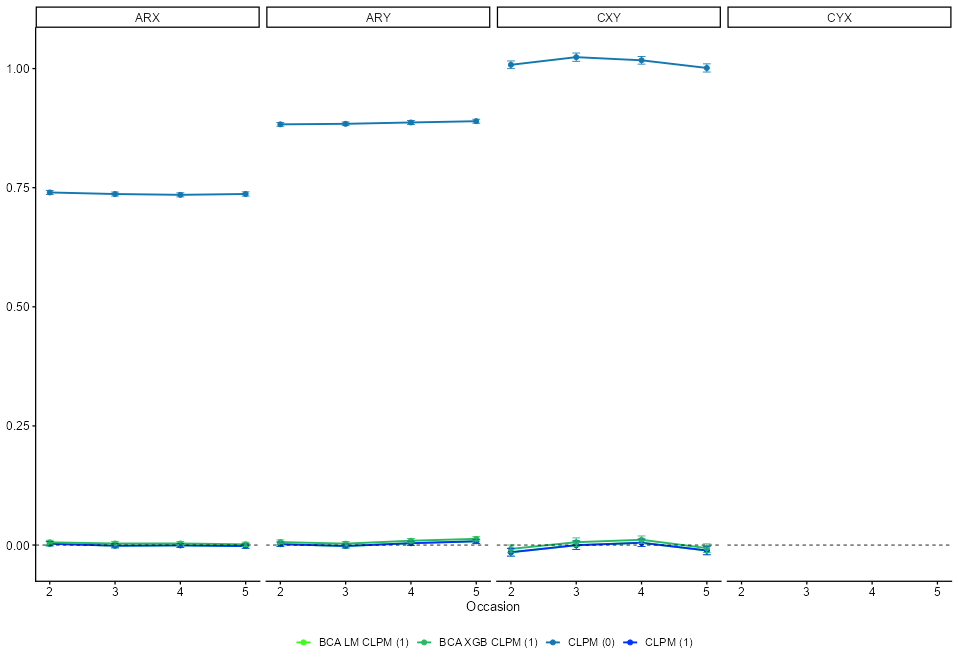 ARX ARY CXY CYX
1.00
0.75
0.50
0.25
0.00
2 3 4 5 2 3 4 5 2 3 4 5 2 3 4 5
Occasion
BCA LM CLPM (1) BCA XGB CLPM (1) CLPM (0) CLPM (1)